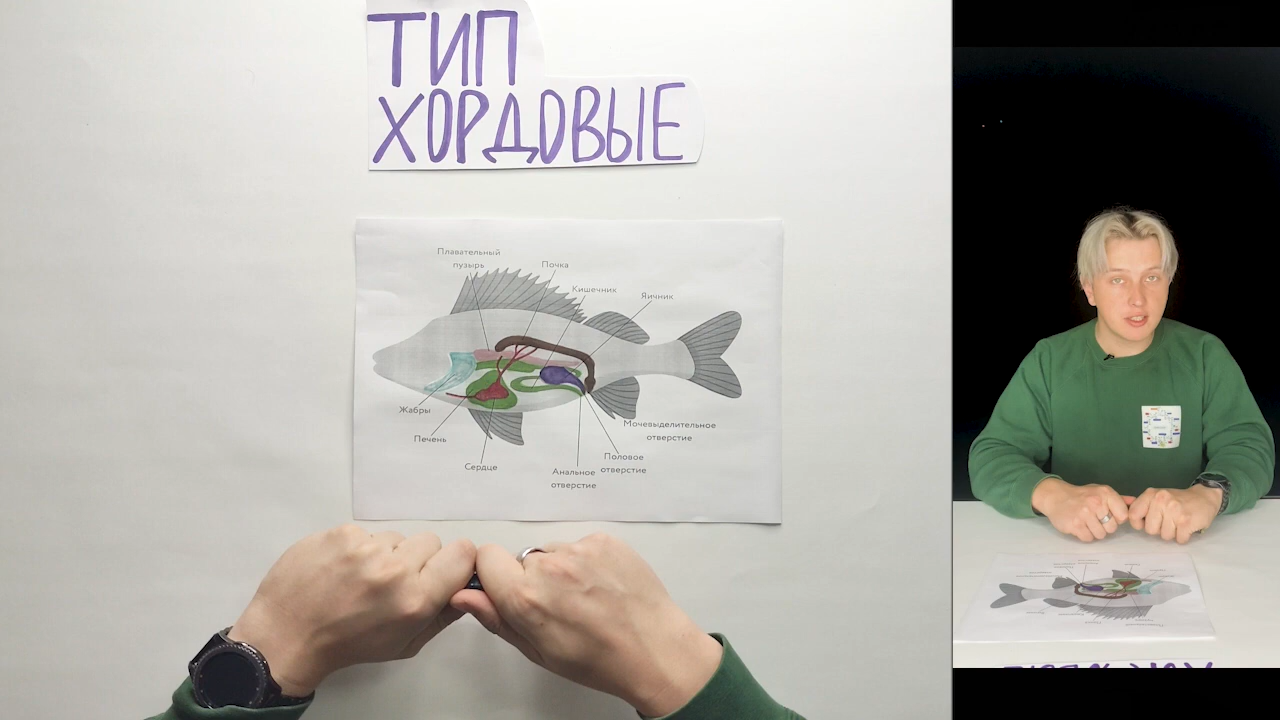 ТИП
ХОРДОВЫЕ
Плавательный
пузырь
Почка
Кишечник
Яичник
Жабры
Печень
Сердце
Анальное
отверстие
Половое
отверстие
Мочевыделительное
отверстие